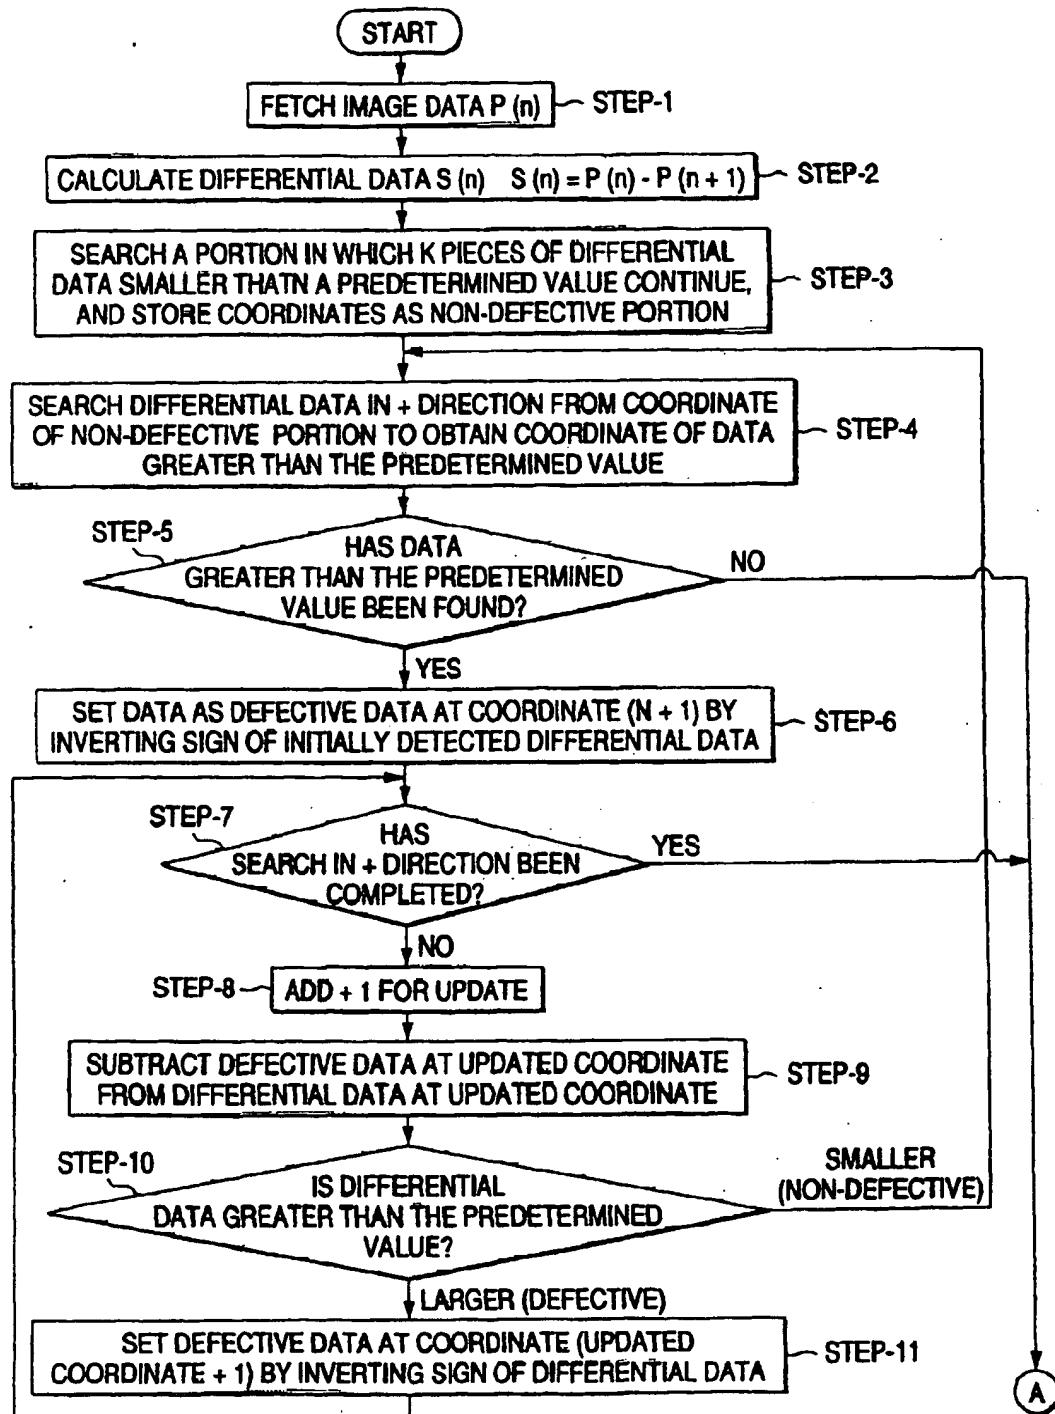 START
FETCH IMAGE DATA P (n)
STEP-1
CALCULATE DIFFERENTIAL DATA S (n) S (n) = P (n) - P (n + 1)
STEP-2
SEARCH A PORTION IN WHICH K PIECES OF DIFFERENTIAL
DATA SMALLER THATN A PREDETERMINED VALUE CONTINUE,
AND STORE COORDINATES AS NON-DEFECTIVE PORTION
STEP-3
SEARCH DIFFERENTIAL DATA IN + DIRECTION FROM COORDINATE
OF NON-DEFECTIVE PORTION TO OBTAIN COORDINATE OF DATA
GREATER THAN THE PREDETERMINED VALUE
STEP-4
STEP-5
HAS DATA
GREATER THAN THE PREDETERMINED
VALUE BEEN FOUND?
NO
YES
SET DATA AS DEFECTIVE DATA AT COORDINATE (N + 1) BY
INVERTING SIGN OF INITIALLY DETECTED DIFFERENTIAL DATA
STEP-6
STEP-7
HAS
SEARCH IN + DIRECTION BEEN
COMPLETED?
YES
NO
STEP-8
ADD + 1 FOR UPDATE
SUBTRACT DEFECTIVE DATA AT UPDATED COORDINATE
FROM DIFFERENTIAL DATA AT UPDATED COORDINATE
STEP-9
STEP-10
IS DIFFERENTIAL
DATA GREATER THAN THE PREDETERMINED
VALUE?
SMALLER
(NON-DEFECTIVE)
LARGER (DEFECTIVE)
SET DEFECTIVE DATA AT COORDINATE (UPDATED
COORDINATE + 1) BY INVERTING SIGN OF DIFFERENTIAL DATA
STEP-11
A